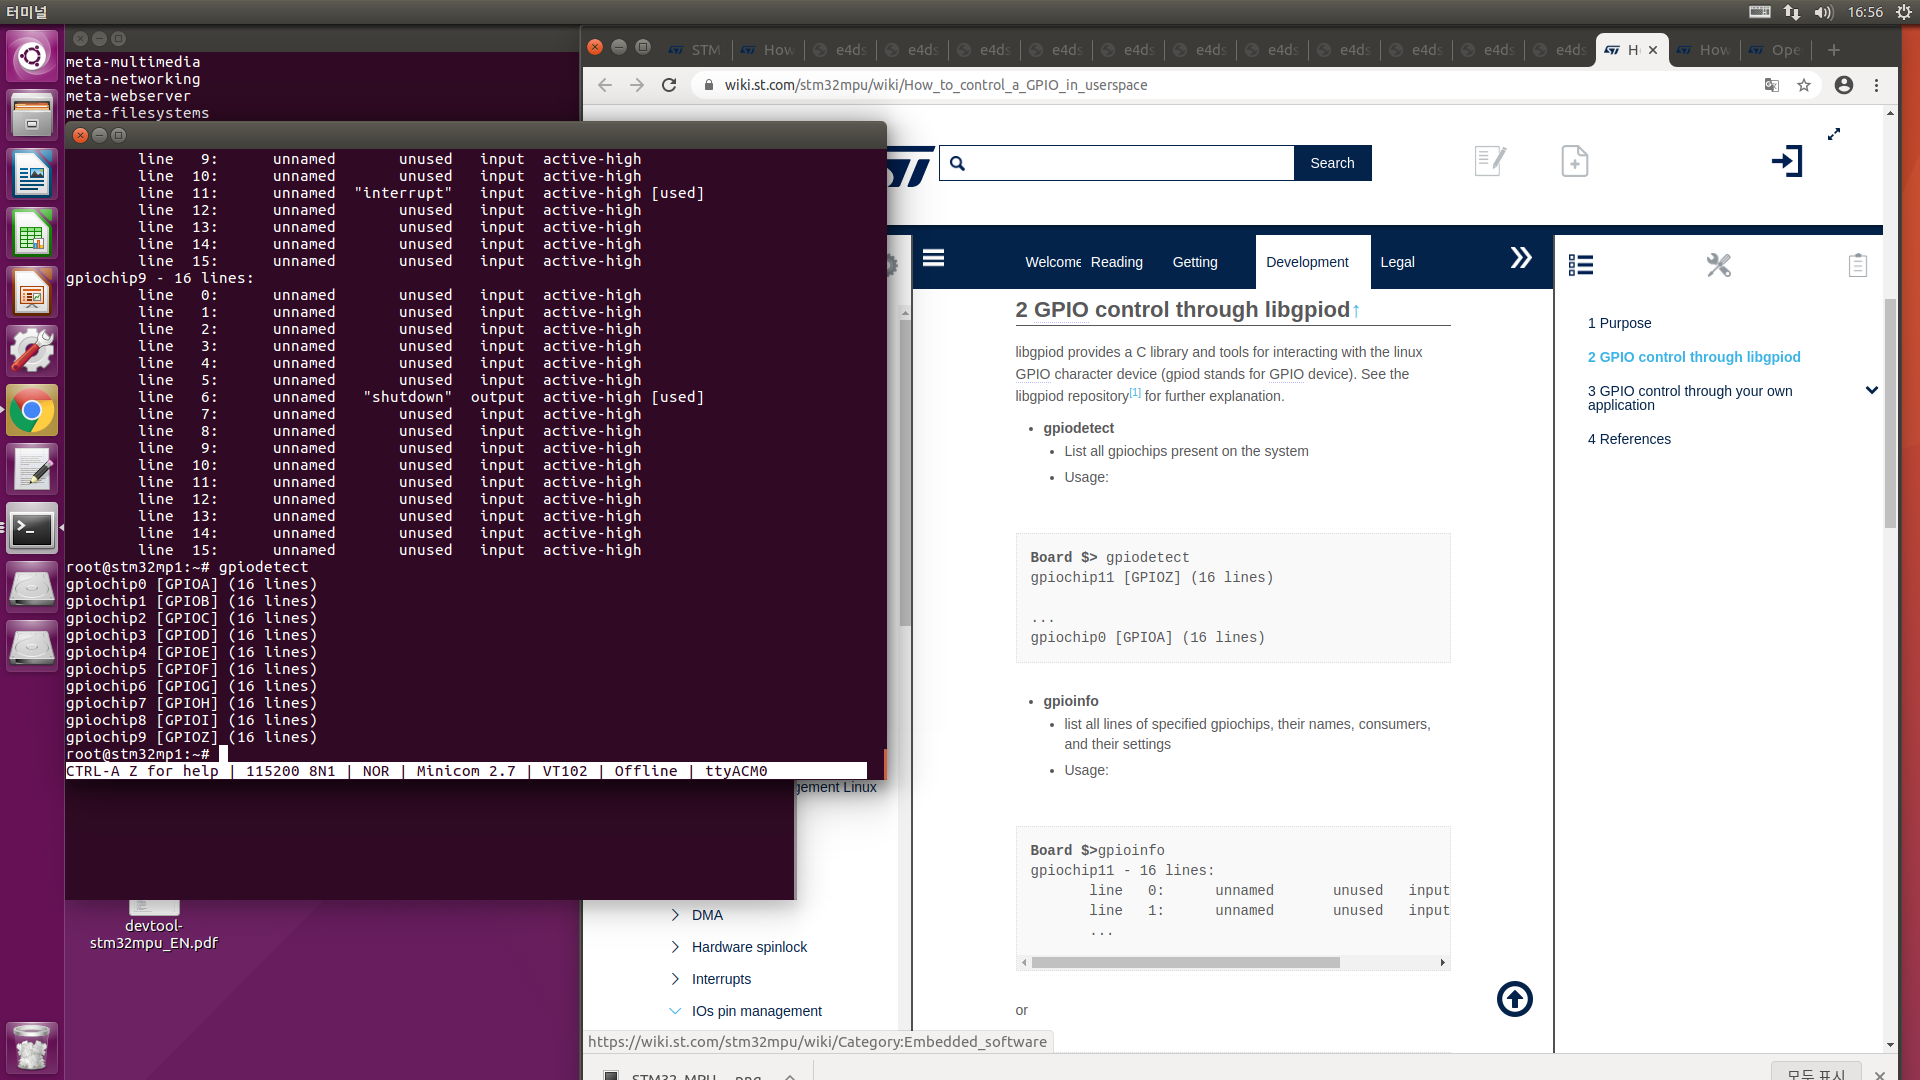 터미널
16:56
meta-multimedia
meta-networking
meta-webserver
meta-filesystems
line 9: unnamed unused input active-high
line 10: unnamed unused input active-high
line 11: unnamed "interrupt" input active-high [used]
line 12: unnamed unused input active-high
line 13: unnamed unused input active-high
line 14: unnamed unused input active-high
line 15: unnamed unused input active-high
gpiochip9 - 16 lines:
line 0: unnamed unused input active-high
line 1: unnamed unused input active-high
line 2: unnamed unused input active-high
line 3: unnamed unused input active-high
line 4: unnamed unused input active-high
line 5: unnamed unused input active-high
line 6: unnamed "shutdown" output active-high [used]
line 7: unnamed unused input active-high
line 8: unnamed unused input active-high
line 9: unnamed unused input active-high
line 10: unnamed unused input active-high
line 11: unnamed unused input active-high
line 12: unnamed unused input active-high
line 13: unnamed unused input active-high
line 14: unnamed unused input active-high
line 15: unnamed unused input active-high
root@stm32mp1:~# gpiodetect
gpiochip0 [GPIOA] (16 lines)
gpiochip1 [GPIOB] (16 lines)
gpiochip2 [GPIOC] (16 lines)
gpiochip3 [GPIOD] (16 lines)
gpiochip4 [GPIOE] (16 lines)
gpiochip5 [GPIOF] (16 lines)
gpiochip6 [GPIOG] (16 lines)
gpiochip7 [GPIOH] (16 lines)
gpiochip8 [GPIOI] (16 lines)
gpiochip9 [GPIOZ] (16 lines)
root@stm32mp1:~#
CTRL-A Z for help | 115200 8N1 | NOR | Minicom 2.7 | VT102 | Offline | ttyACM0
devtool-
stm32mpu_EN.pdf
STM How e4ds e4ds e4ds e4ds e4ds e4ds e4ds e4ds e4ds e4ds e4ds H How Ope
wiki.st.com/stm32mpu/wiki/How_to_control_a_GPIO_in_userspace
Search
Welcome Reading Getting Development Legal
gement Linux
DMA
Hardware spinlock
Interrupts
IOs pin management
2 GPIO control through libgpiod↑
libgpiod provides a C library and tools for interacting with the linux
GPIO character device (gpiod stands for GPIO device). See the
libgpiod repository[1] for further explanation.
• gpiodetect
• List all gpiochips present on the system
• Usage:
Board $> gpiodetect
gpiochip11 [GPIOZ] (16 lines)
...
gpiochip0 [GPIOA] (16 lines)
• gpioinfo
• list all lines of specified gpiochips, their names, consumers,
and their settings
• Usage:
Board $>gpioinfo
gpiochip11 - 16 lines:
line 0: unnamed unused input
line 1: unnamed unused input
...
or
1 Purpose
2 GPIO control through libgpiod
3 GPIO control through your own
application
4 References
https://wiki.st.com/stm32mpu/wiki/Category:Embedded_software
STM32_MPU_....png
모두 표시